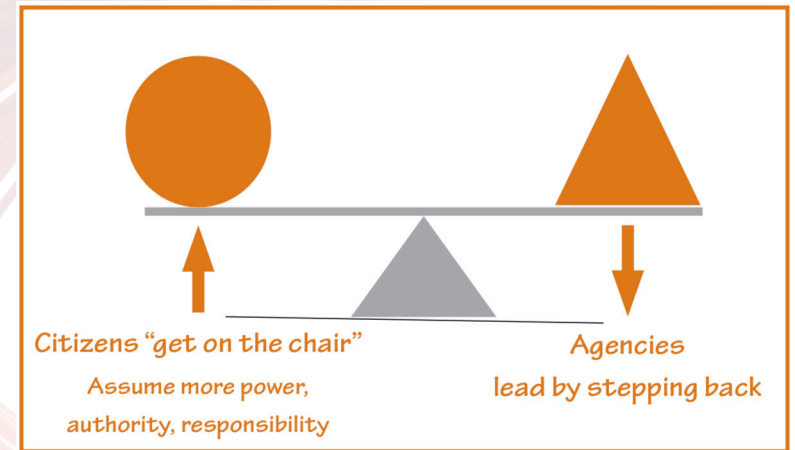 Citizens “get on the chair”
Assume more power,
authority, responsibility
Agencies
lead by stepping back